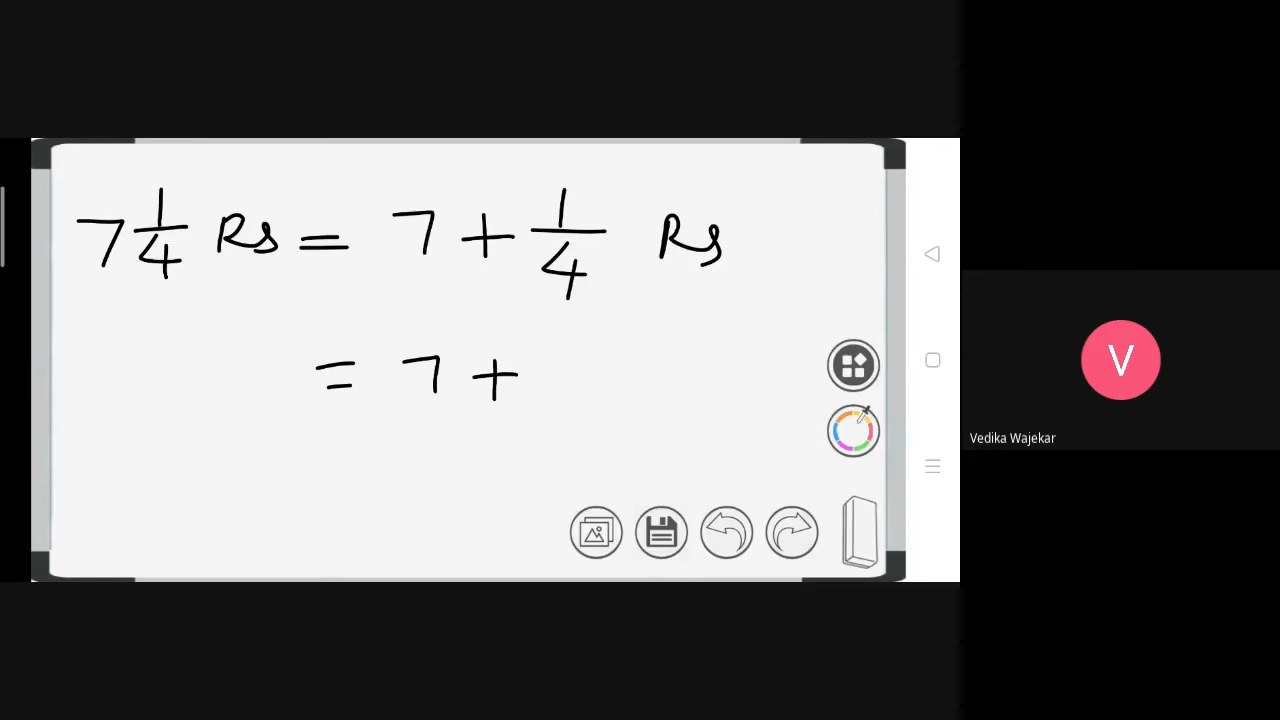 7 1/4 Rs = 7 + 1/4 Rs
= 7 +
V
Vedika Wajekar